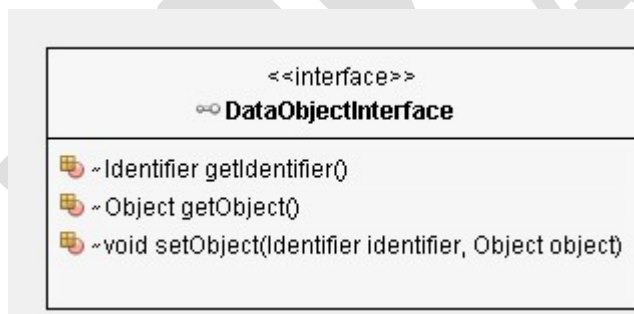 <<interface>>
DataObjectInterface
~Identifier getIdentifier()
~Object getObject()
~void setObject(Identifier identifier, Object object)